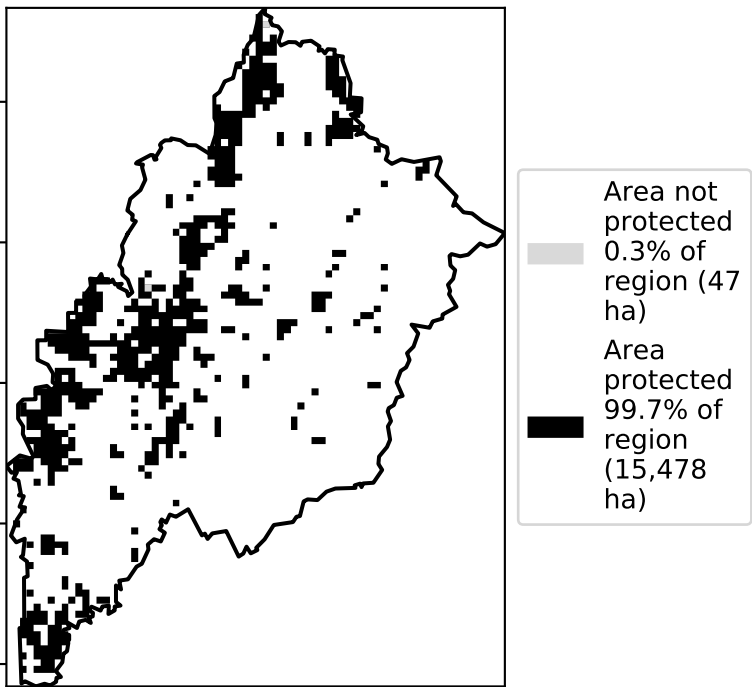 Area not
protected
0.3% of
region (47
ha)
Area
protected
99.7% of
region
(15,478
ha)